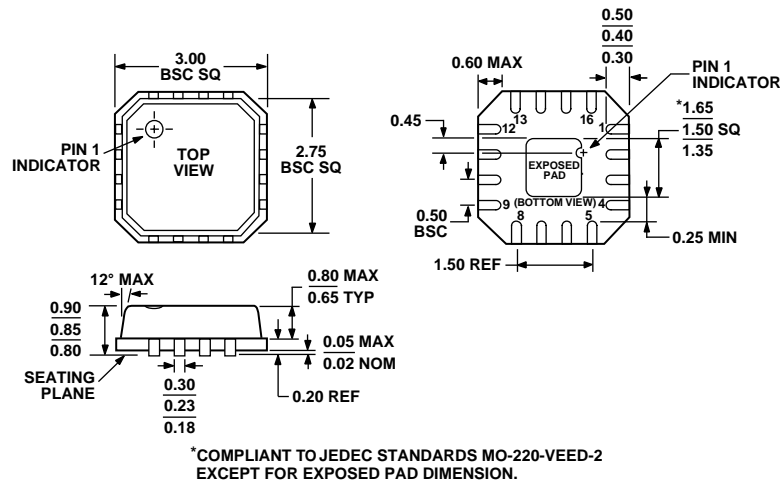 3.00
BSC SQ
PIN 1
INDICATOR
TOP
VIEW
2.75
BSC SQ
0.60 MAX
0.50
0.40
0.30
PIN 1
INDICATOR
0.45
13
16
12
1
*1.65
1.50 SQ
1.35
EXPOSED
PAD
9
(BOTTOM VIEW)
4
8
5
0.50
BSC
0.25 MIN
1.50 REF
12° MAX
0.80 MAX
0.65 TYP
0.90
0.85
0.80
0.05 MAX
0.02 NOM
SEATING
PLANE
0.30
0.23
0.18
0.20 REF
*COMPLIANT TO JEDEC STANDARDS MO-220-VEED-2
EXCEPT FOR EXPOSED PAD DIMENSION.